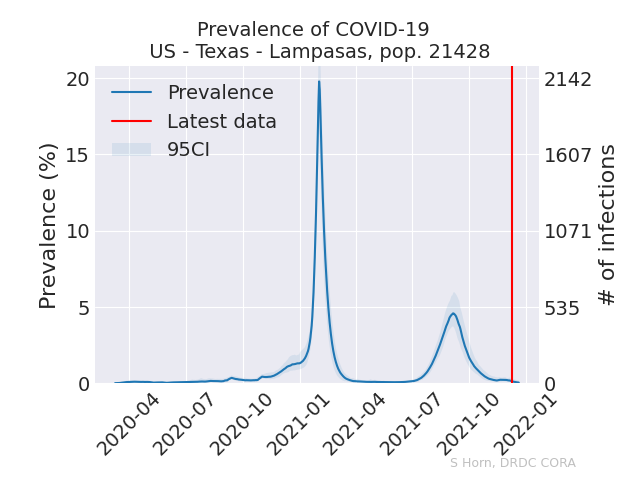 Prevalence of COVID-19
US - Texas - Lampasas, pop. 21428
Prevalence
Latest data
95CI
Prevalence (%)
20
15
10
5
0
2142
1607
1071
535
0
# of infections
2020-04
2020-07
2020-10
2021-01
2021-04
2021-07
2021-10
2022-01
S Horn, DRDC CORA